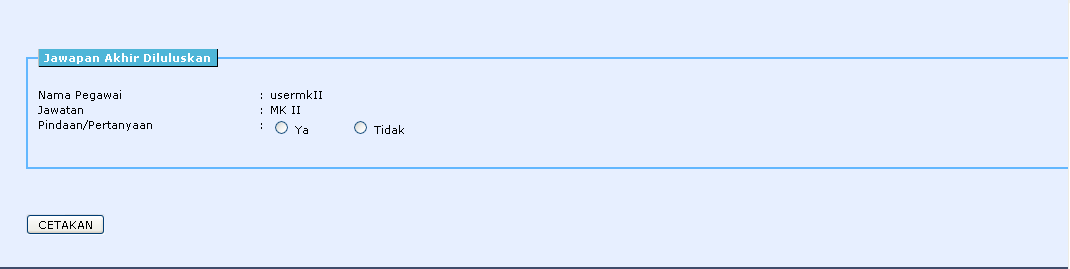 Jawapan Akhir Diluluskan
Nama Pegawai : usermkII
Jawatan : MK II
Pindaan/Pertanyaan : Ya Tidak
CETAKAN